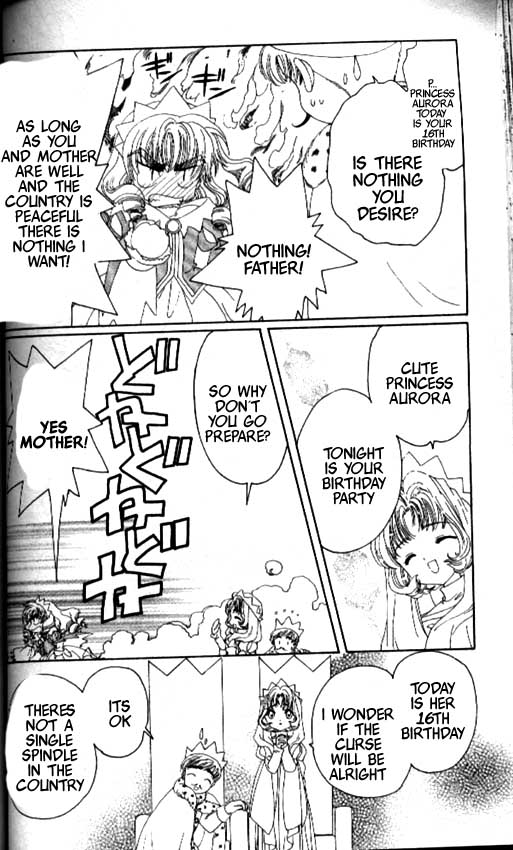 P...
PRINCESS
AURORA
TODAY
IS YOUR
16TH
BIRTHDAY
IS THERE
NOTHING
YOU
DESIRE?
NOTHING!
FATHER!
AS LONG
AS YOU
AND MOTHER
ARE WELL
AND THE
COUNTRY IS
PEACEFUL
THERE IS
NOTHING I
WANT!
CUTE
PRINCESS
AURORA
TONIGHT
IS YOUR
BIRTHDAY
PARTY
SO WHY
DON'T
YOU GO
PREPARE?
YES
MOTHER!
TODAY
IS HER
16TH
BIRTHDAY
I WONDER
IF THE
CURSE WILL
BE
ALRIGHT
ITS
OK
THERES
NOT A
SINGLE
SPINDLE
IN THE
COUNTRY